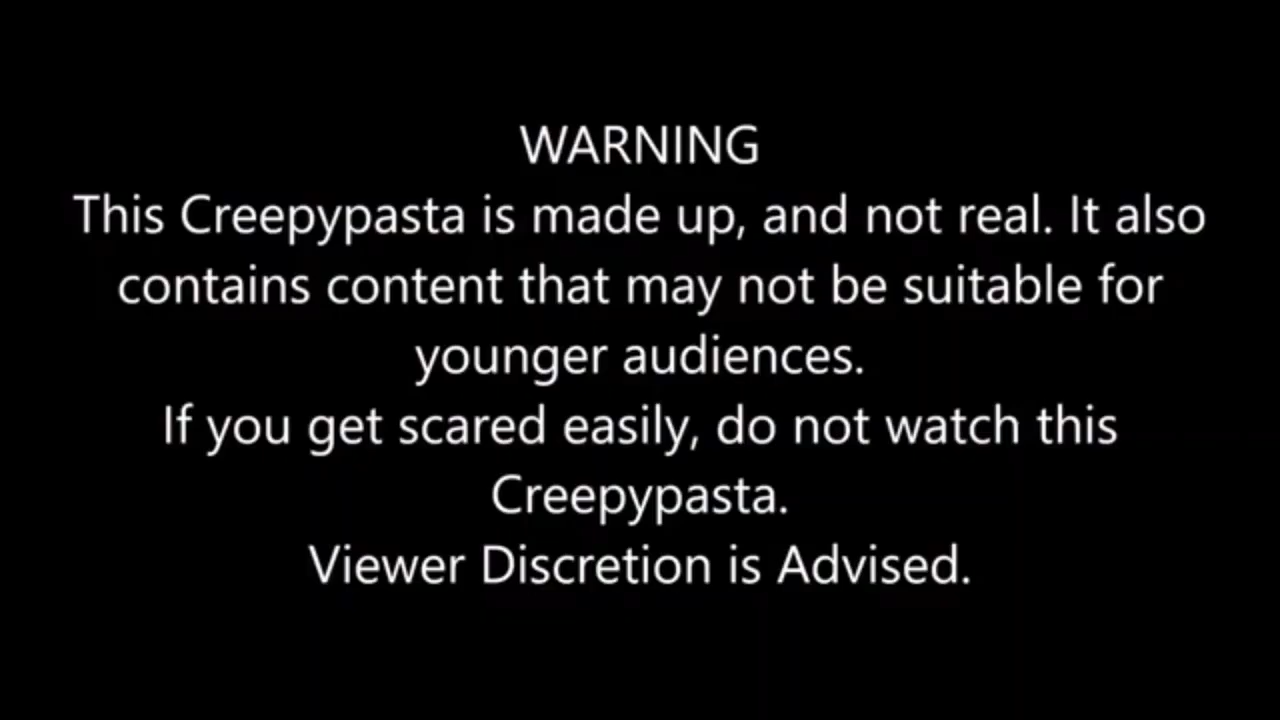 WARNING
This Creepypasta is made up, and not real. It also
contains content that may not be suitable for
younger audiences.
If you get scared easily, do not watch this
Creepypasta.
Viewer Discretion is Advised.